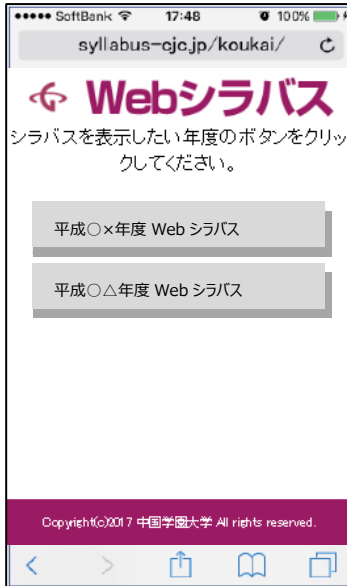 SoftBank 17:48 100%
syllabus-cjc.jp/koukai/
Webシラバス
シラバスを表示したい年度のボタンをクリッ
クしてください。
平成○×年度 Web シラバス
平成○△年度 Web シラバス
Copyright(c)2017 中国学園大学 All rights reserved.